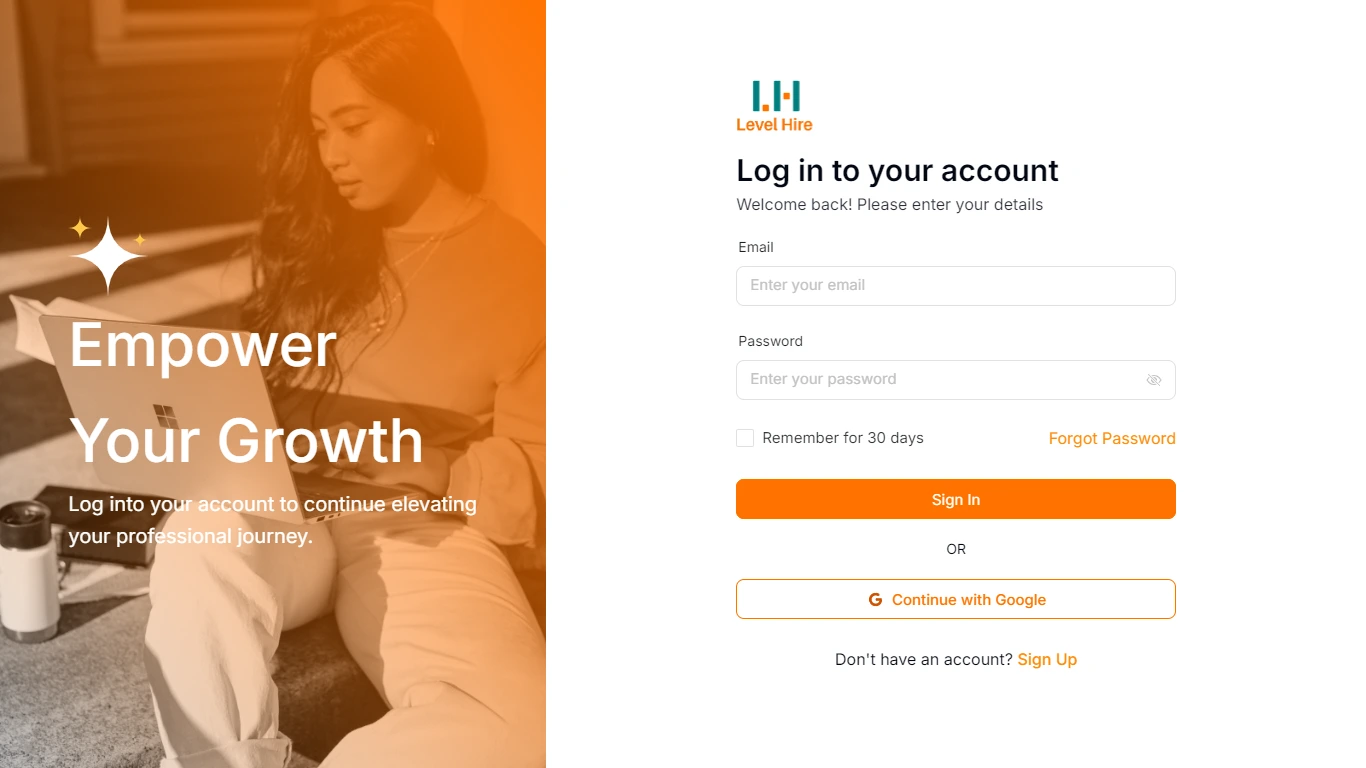 Empower
Your Growth
Log into your account to continue elevating
your professional journey.
Level Hire
Log in to your account
Welcome back! Please enter your details
Email
Enter your email
Password
Enter your password
Remember for 30 days
Forgot Password
Sign In
OR
Continue with Google
Don't have an account? Sign Up